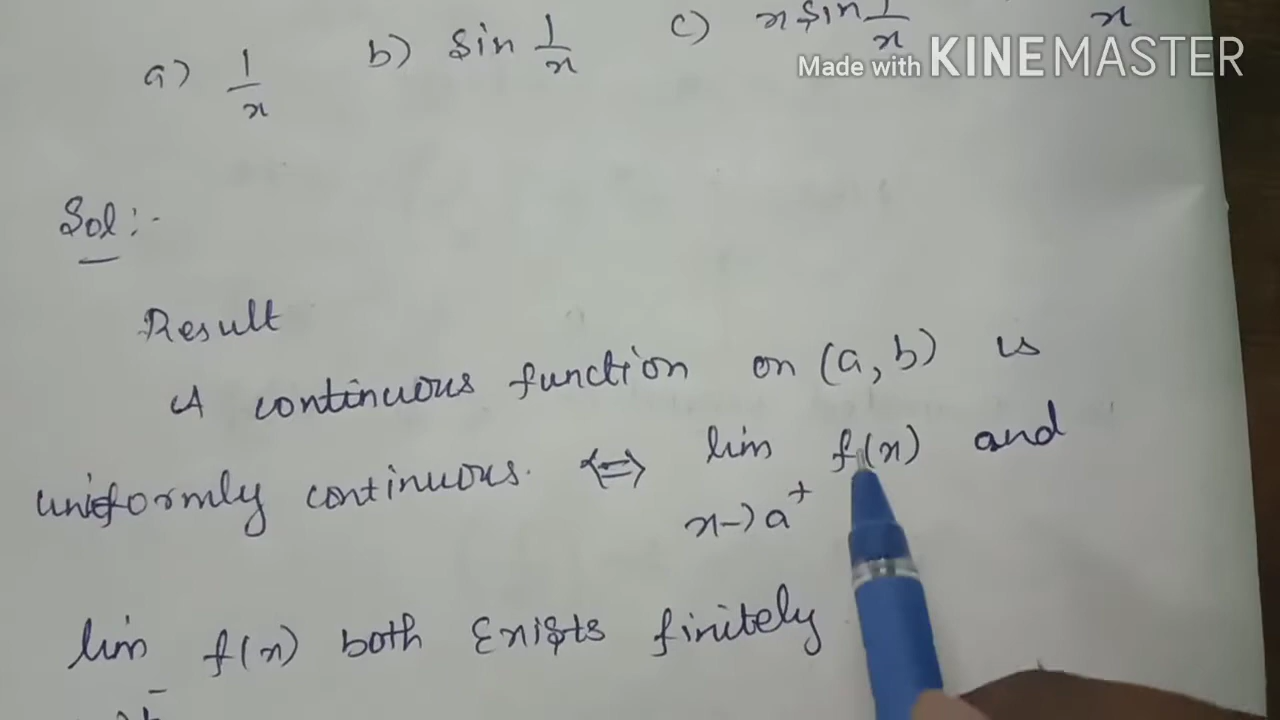 a) 1/x b) Sin 1/x c) x Sin 1/x x
Made with KINEMASTER
Sol:-
Result
A continuous function on (a, b) is
uniformly continuous. <=> lim f(x) and
x→a+
lim f(x) both Exists finitely